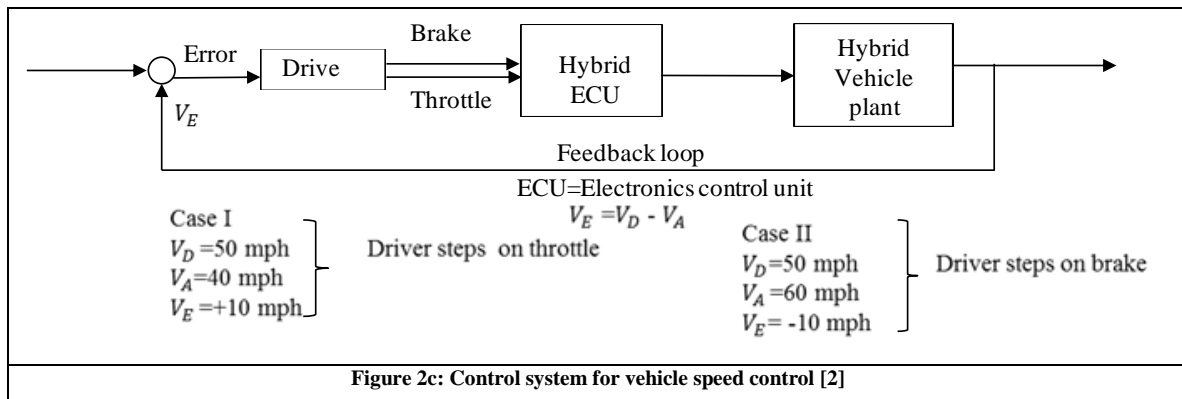 Error
Drive
Brake
Throttle
Hybrid
ECU
Hybrid
Vehicle
plant
V_E
Feedback loop
ECU=Electronics control unit
V_E =V_D - V_A
Case I
V_D =50 mph
V_A=40 mph
V_E =+10 mph
Driver steps on throttle
Case II
V_D=50 mph
V_A=60 mph
V_E= -10 mph
Driver steps on brake
Figure 2c: Control system for vehicle speed control [2]